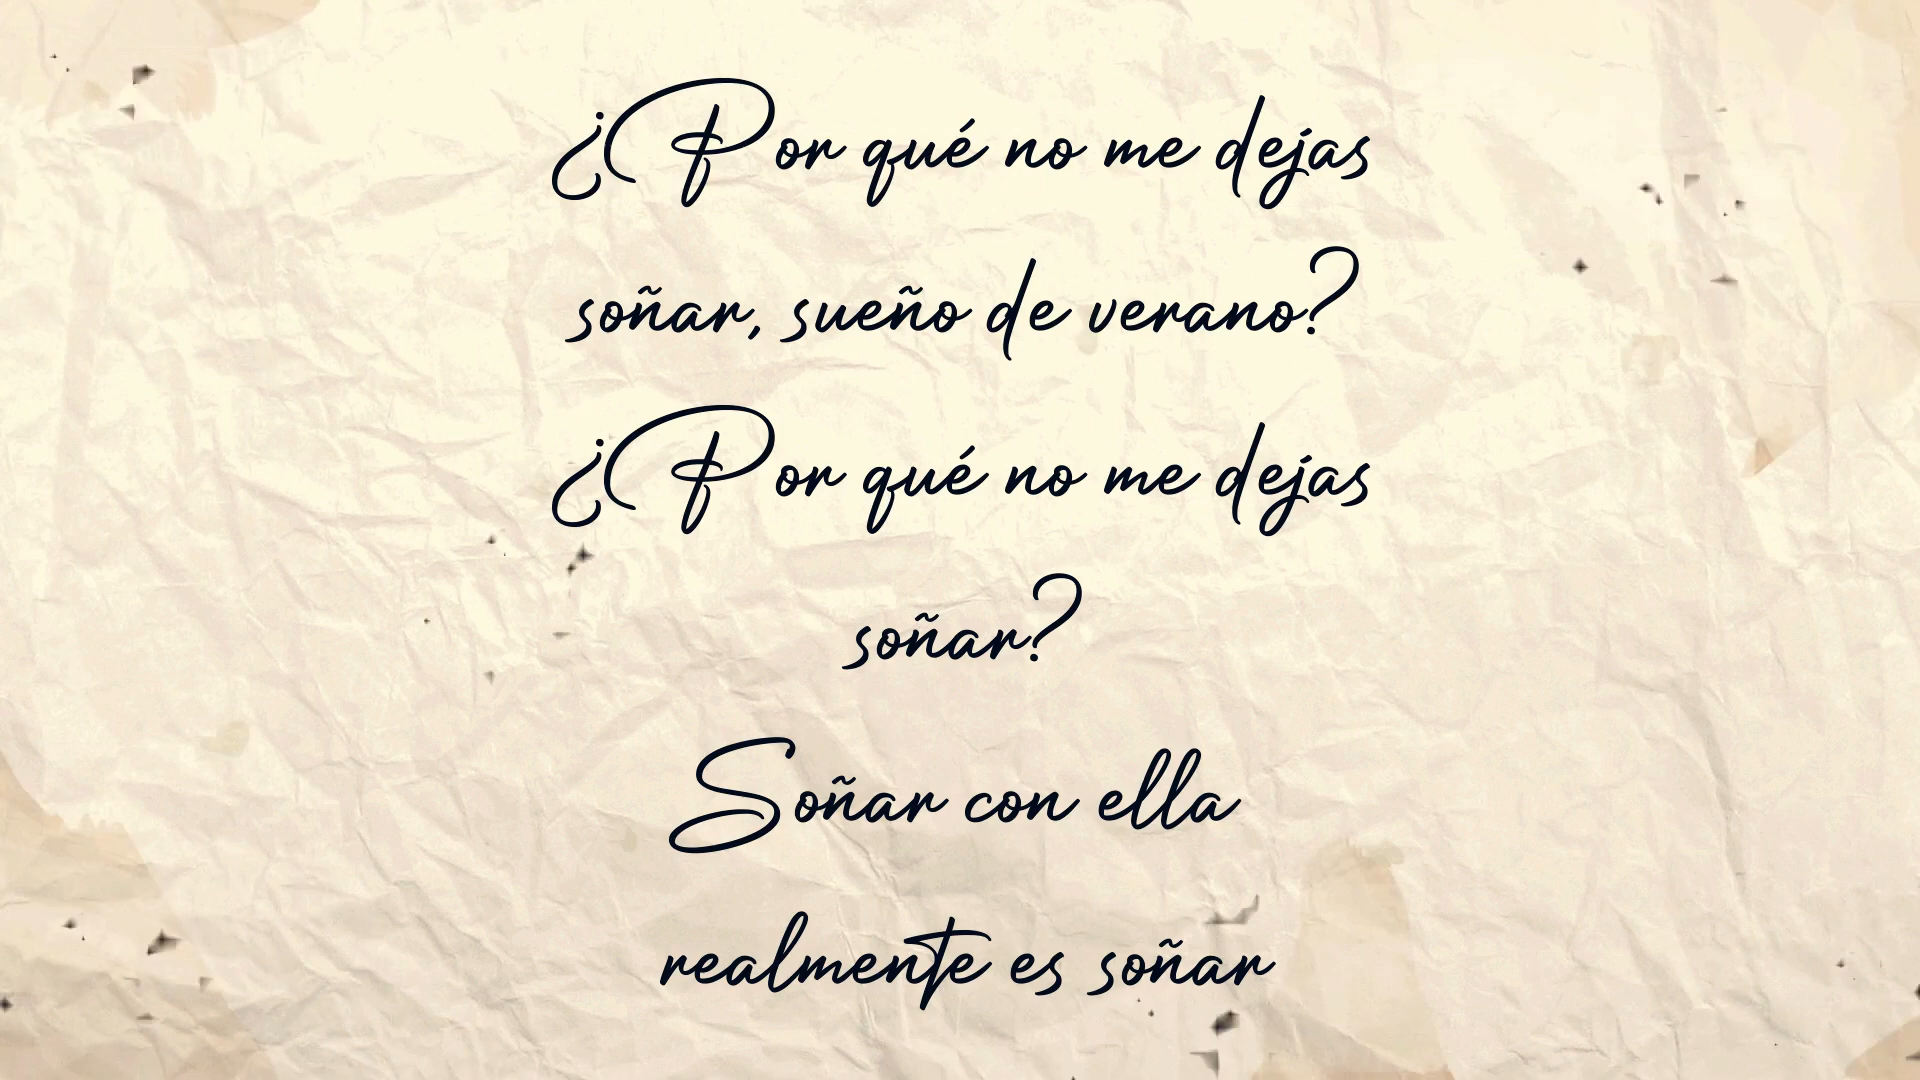 ¿Por qué no me dejas
soñar, sueño de verano?
¿Por qué no me dejas
soñar?
Soñar con ella
realmente es soñar